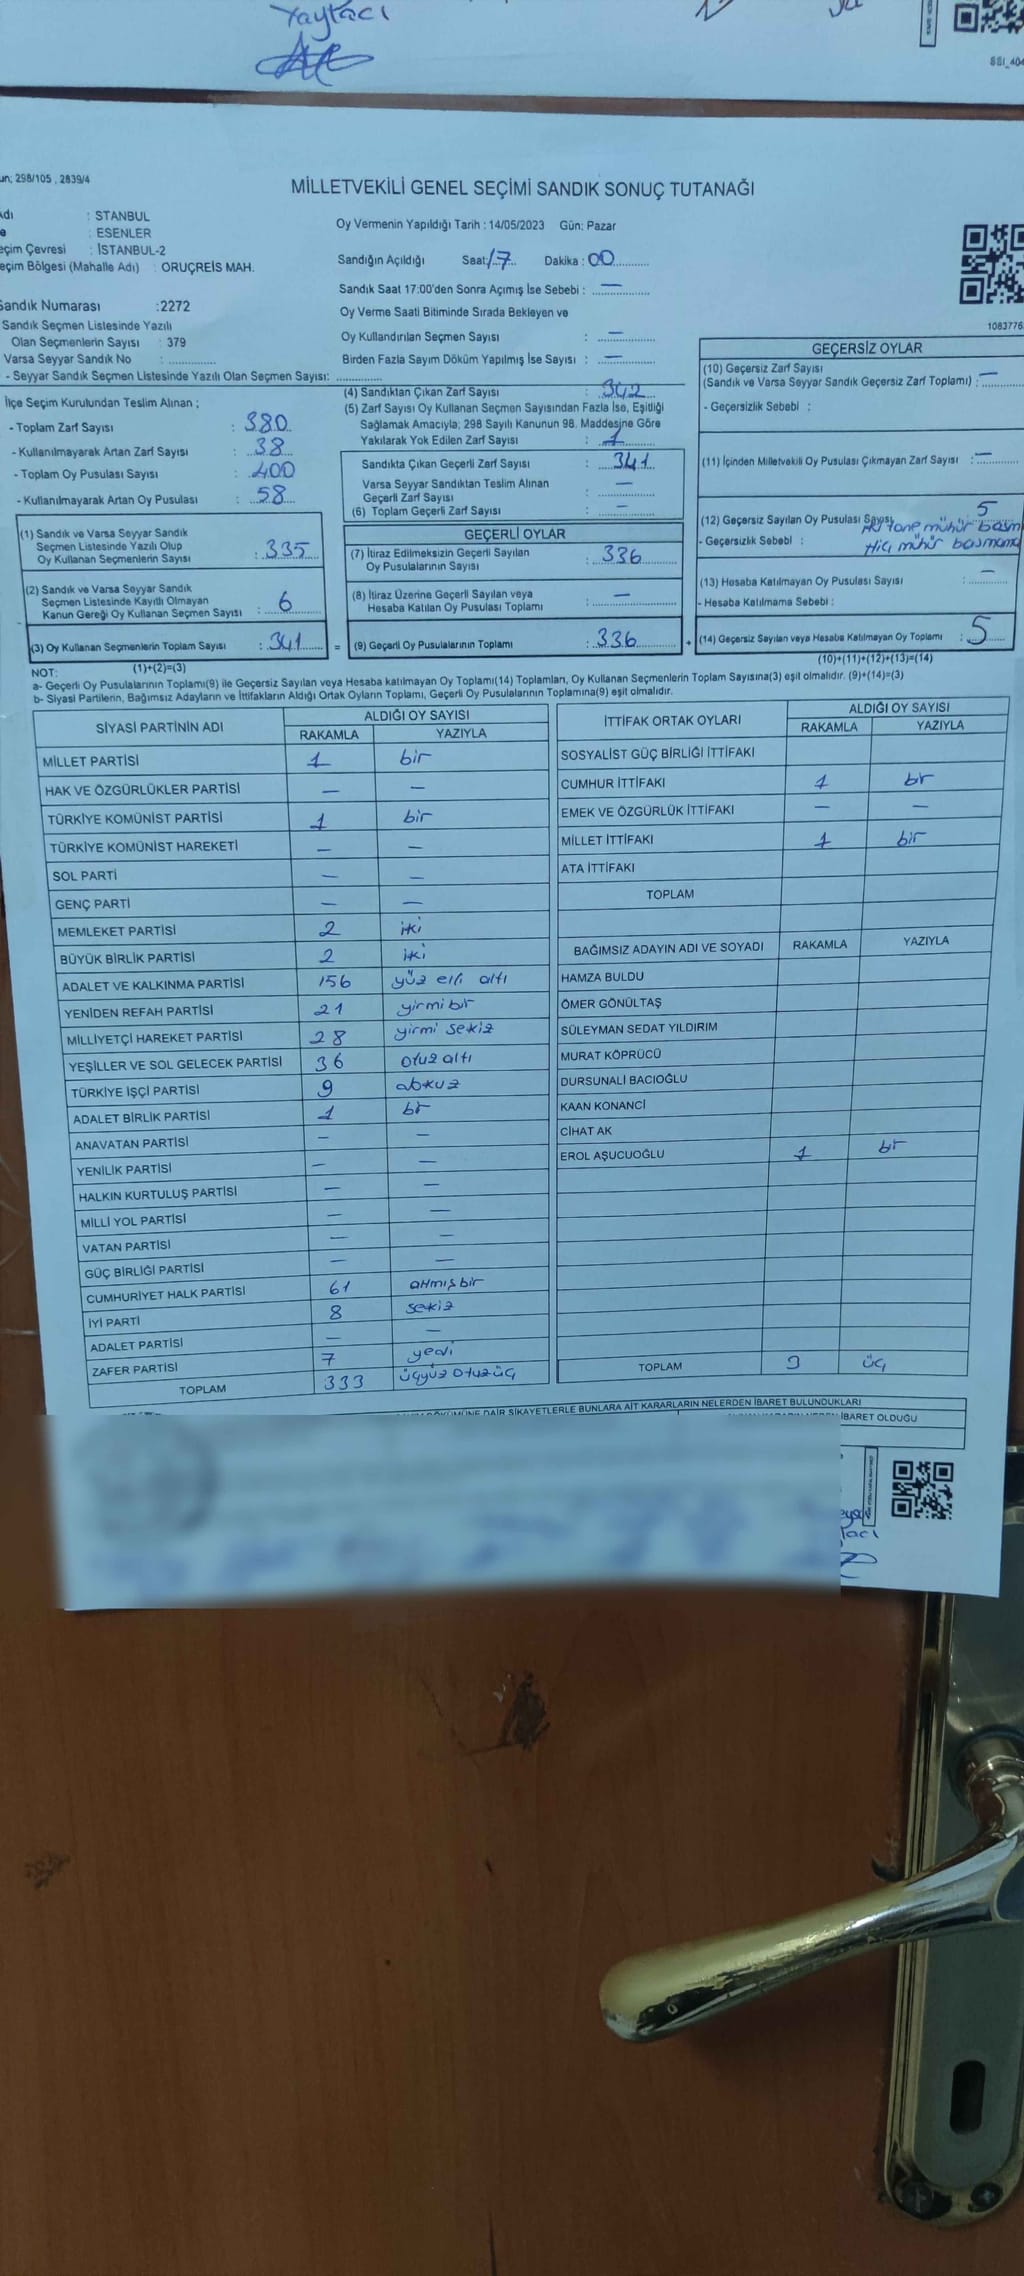 Yaytacı
SSI_404
un: 298/105 , 2839/4
MİLLETVEKİLİ GENEL SEÇİMİ SANDIK SONUÇ TUTANAĞI
Adı : STANBUL
e : ESENLER
eçim Çevresi : İSTANBUL-2
eçim Bölgesi (Mahalle Adı) : ORUÇREİS MAH.
Sandık Numarası :2272
Sandık Seçmen Listesinde Yazılı
Olan Seçmenlerin Sayısı : 379
Varsa Seyyar Sandık No : ............
- Seyyar Sandık Seçmen Listesinde Yazılı Olan Seçmen Sayısı: ............
Oy Vermenin Yapıldığı Tarih : 14/05/2023 Gün: Pazar
Sandığın Açıldığı Saat: 17 Dakika : 00
Sandık Saat 17:00'den Sonra Açımış İse Sebebi : —
Oy Verme Saati Bitiminde Sırada Bekleyen ve
Oy Kullandırılan Seçmen Sayısı : —
Birden Fazla Sayım Döküm Yapılmış İse Sayısı : —
1083776
İlçe Seçim Kurulundan Teslim Alınan ;
- Toplam Zarf Sayısı : 380
- Kullanılmayarak Artan Zarf Sayısı : 38
- Toplam Oy Pusulası Sayısı : 400
- Kullanılmayarak Artan Oy Pusulası : 58
(4) Sandıktan Çıkan Zarf Sayısı : 342
(5) Zarf Sayısı Oy Kullanan Seçmen Sayısından Fazla İse, Eşitliği
Sağlamak Amacıyla; 298 Sayılı Kanunun 98. Maddesine Göre
Yakılarak Yok Edilen Zarf Sayısı : 1
Sandıkta Çıkan Geçerli Zarf Sayısı : 341
Varsa Seyyar Sandıktan Teslim Alınan
Geçerli Zarf Sayısı : —
(6) Toplam Geçerli Zarf Sayısı : —
GEÇERSİZ OYLAR
(10) Geçersiz Zarf Sayısı
(Sandık ve Varsa Seyyar Sandık Geçersiz Zarf Toplamı) : —
- Geçersizlik Sebebi :
(11) İçinden Milletvekili Oy Pusulası Çıkmayan Zarf Sayısı : —
(12) Geçersiz Sayılan Oy Pusulası Sayısı 5
- Geçersizlik Sebebi : iki tane mühür basm
Hiç mühür basmama
(13) Hesaba Katılmayan Oy Pusulası Sayısı : —
- Hesaba Katılmama Sebebi :
(14) Geçersiz Sayılan veya Hesaba Katılmayan Oy Toplamı : 5
(10)+(11)+(12)+(13)=(14)
(1) Sandık ve Varsa Seyyar Sandık
Seçmen Listesinde Yazılı Olup
Oy Kullanan Seçmenlerin Sayısı : 335
(2) Sandık ve Varsa Seyyar Sandık
Seçmen Listesinde Kayıtlı Olmayan
Kanun Gereği Oy Kullanan Seçmen Sayısı : 6
(3) Oy Kullanan Seçmenlerin Toplam Sayısı : 341 =
(1)+(2)=(3)
GEÇERLİ OYLAR
(7) İtiraz Edilmeksizin Geçerli Sayılan
Oy Pusulalarının Sayısı : 336
(8) İtiraz Üzerine Geçerli Sayılan veya
Hesaba Katılan Oy Pusulası Toplamı : —
(9) Geçerli Oy Pusulalarının Toplamı : 336 +
NOT:
a- Geçerli Oy Pusulalarının Toplamı(9) ile Geçersiz Sayılan veya Hesaba katılmayan Oy Toplamı(14) Toplamları, Oy Kullanan Seçmenlerin Toplam Sayısına(3) eşit olmalıdır. (9)+(14)=(3)
b- Siyasi Partilerin, Bağımsız Adayların ve İttifakların Aldığı Ortak Oyların Toplamı, Geçerli Oy Pusulalarının Toplamına(9) eşit olmalıdır.
SİYASİ PARTİNİN ADI ALDIĞI OY SAYISI
RAKAMLA YAZIYLA
MİLLET PARTİSİ 1 bir
HAK VE ÖZGÜRLÜKLER PARTİSİ — —
TÜRKİYE KOMÜNİST PARTİSİ 1 bir
TÜRKİYE KOMÜNİST HAREKETİ — —
SOL PARTİ — —
GENÇ PARTİ — —
MEMLEKET PARTİSİ 2 iki
BÜYÜK BİRLİK PARTİSİ 2 iki
ADALET VE KALKINMA PARTİSİ 156 yüz elli altı
YENİDEN REFAH PARTİSİ 21 yirmi bir
MİLLİYETÇİ HAREKET PARTİSİ 28 yirmi sekiz
YEŞİLLER VE SOL GELECEK PARTİSİ 36 otuz altı
TÜRKİYE İŞÇİ PARTİSİ 9 dokuz
ADALET BİRLİK PARTİSİ 1 bir
ANAVATAN PARTİSİ — —
YENİLİK PARTİSİ — —
HALKIN KURTULUŞ PARTİSİ — —
MİLLİ YOL PARTİSİ — —
VATAN PARTİSİ — —
GÜÇ BİRLİĞİ PARTİSİ — —
CUMHURİYET HALK PARTİSİ 61 altmış bir
İYİ PARTİ 8 sekiz
ADALET PARTİSİ — —
ZAFER PARTİSİ 7 yedi
TOPLAM 333 üçyüz otuz üç
İTTİFAK ORTAK OYLARI ALDIĞI OY SAYISI
RAKAMLA YAZIYLA
SOSYALİST GÜÇ BİRLİĞİ İTTİFAKI
CUMHUR İTTİFAKI 1 bir
EMEK VE ÖZGÜRLÜK İTTİFAKI — —
MİLLET İTTİFAKI 1 bir
ATA İTTİFAKI
TOPLAM
BAĞIMSIZ ADAYIN ADI VE SOYADI RAKAMLA YAZIYLA
HAMZA BULDU
ÖMER GÖNÜLTAŞ
SÜLEYMAN SEDAT YILDIRIM
MURAT KÖPRÜCÜ
DURSUNALİ BACIOĞLU
KAAN KONANCİ
CİHAT AK
EROL AŞUCUOĞLU 1 bir
TOPLAM 3 üç
DÖKÜMÜNE DAİR ŞİKAYETLERLE BUNLARA AİT KARARLARIN NELERDEN İBARET BULUNDUKLARI
İBARET OLDUĞU